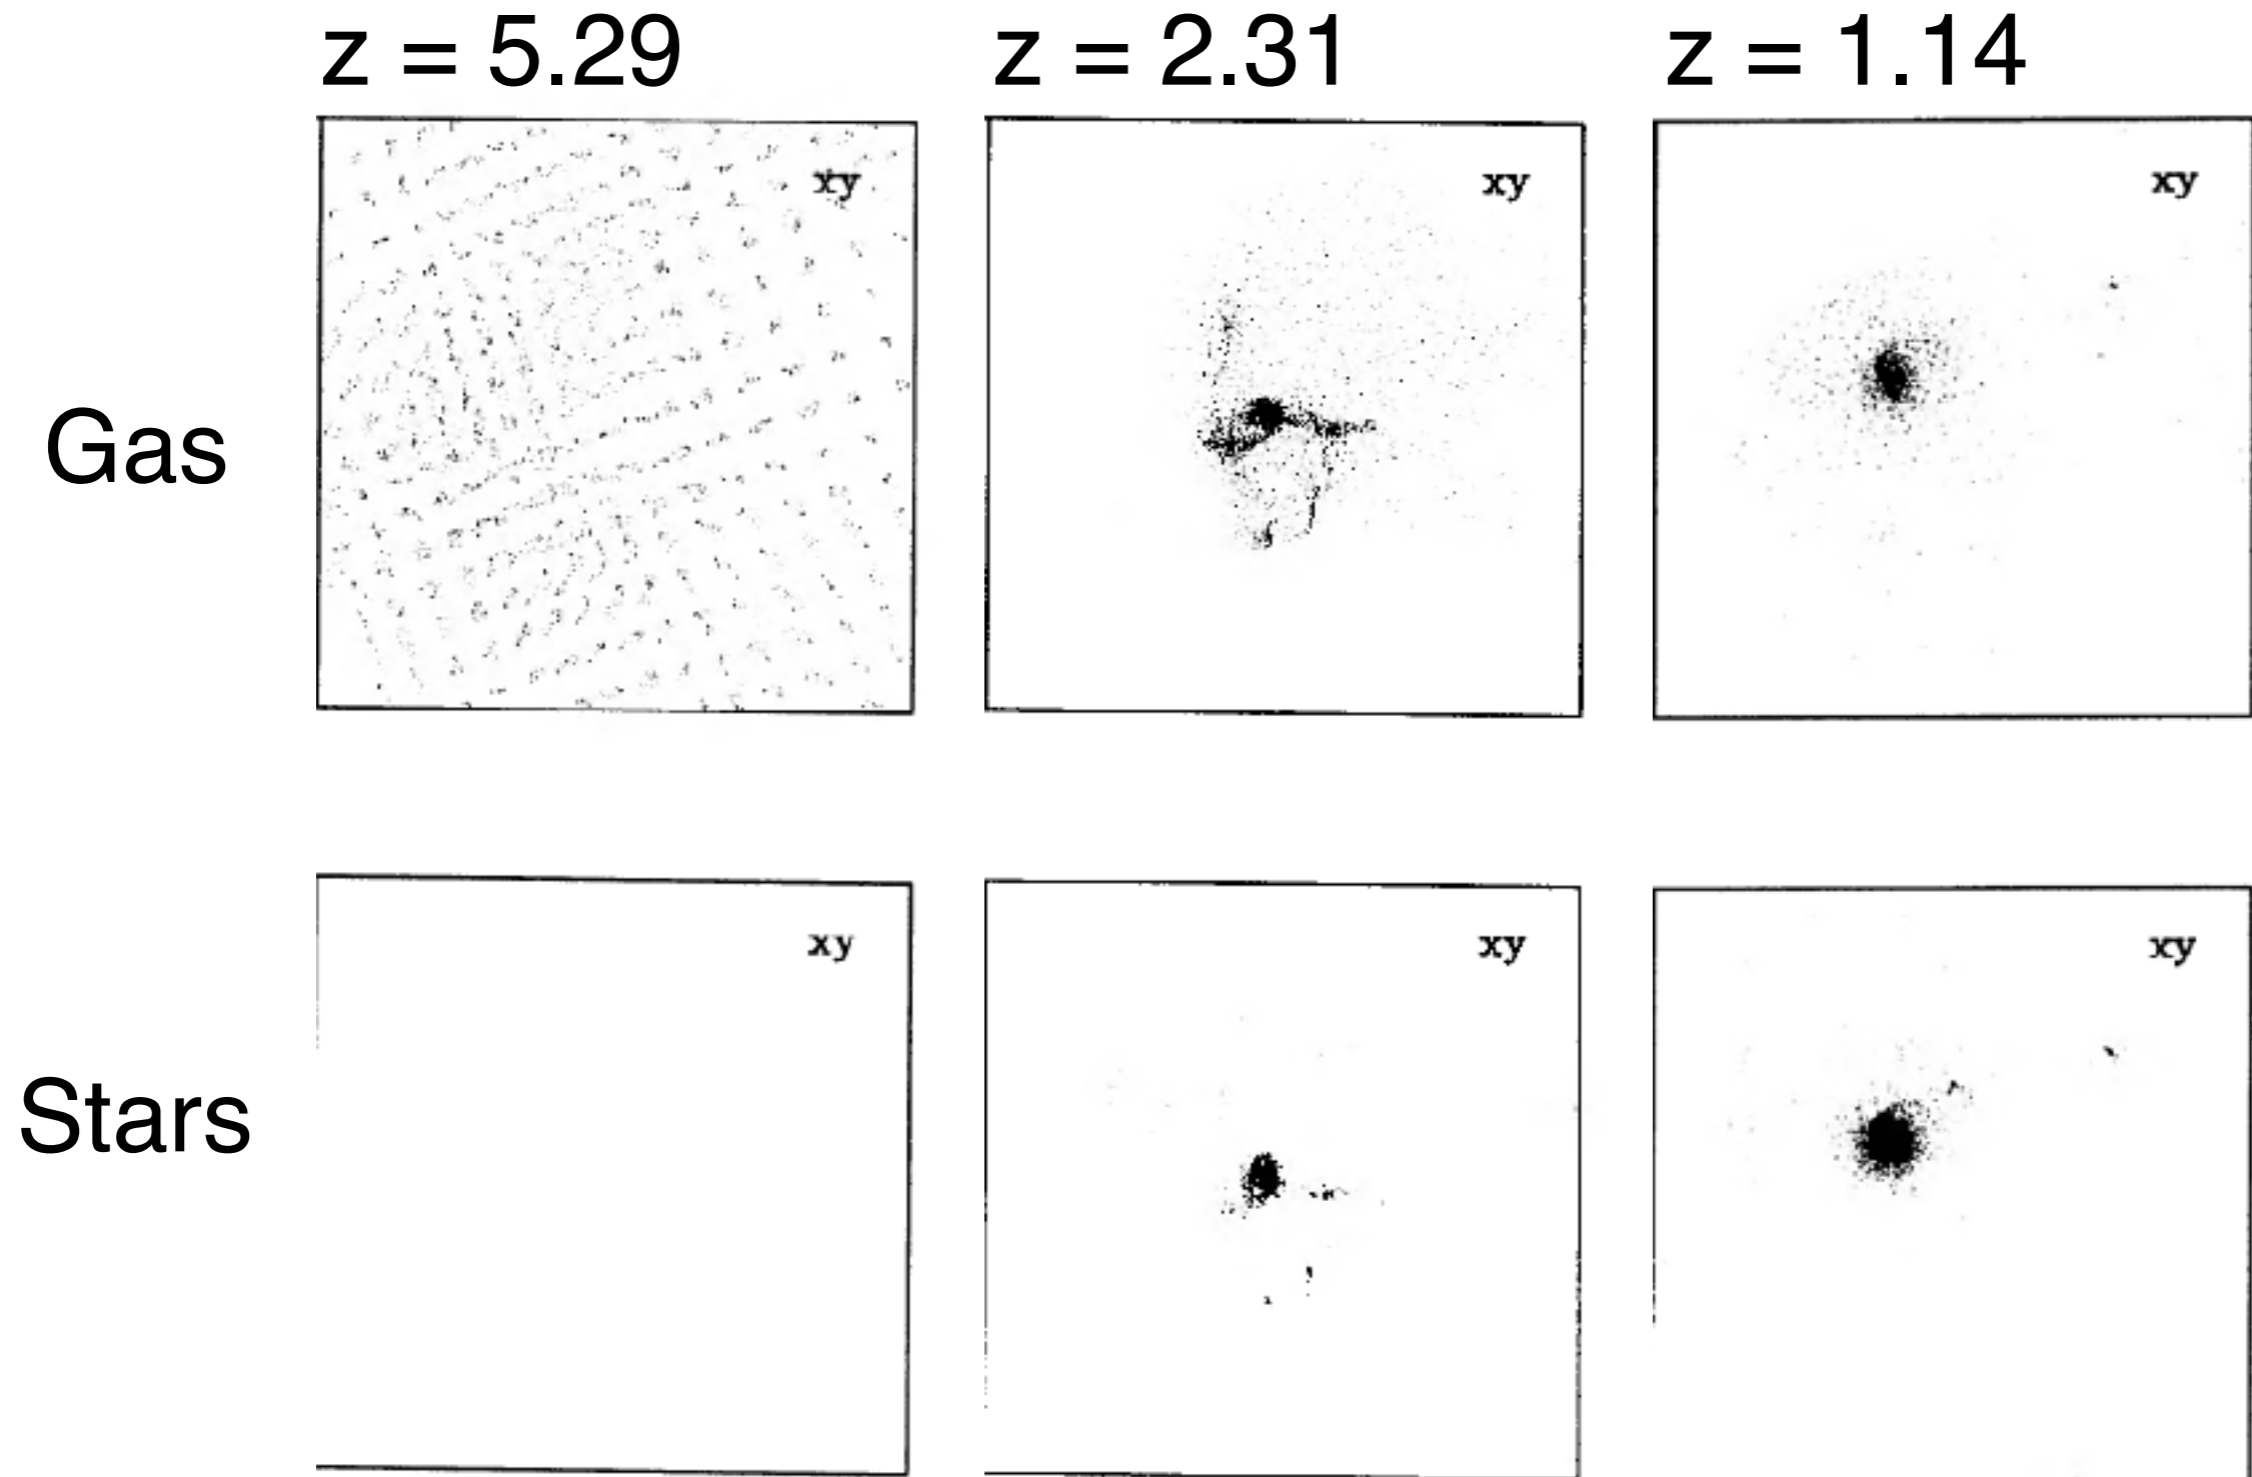 z = 5.29 z = 2.31 z = 1.14
xy xy xy
Gas
xy xy xy
Stars